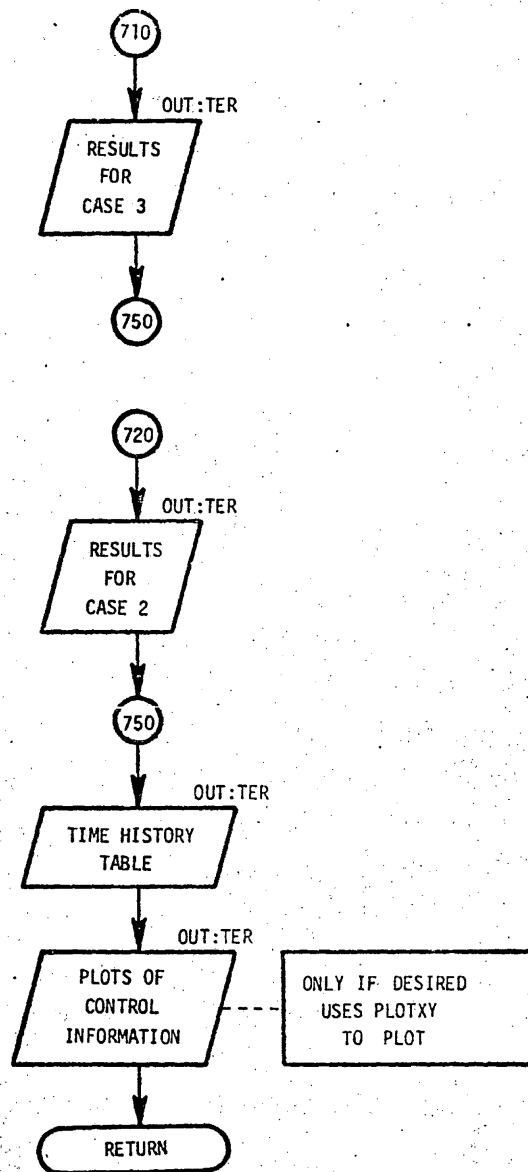 710
OUT:TER
RESULTS
FOR
CASE 3
750
720
OUT:TER
RESULTS
FOR
CASE 2
750
OUT:TER
TIME HISTORY
TABLE
OUT:TER
PLOTS OF
CONTROL
INFORMATION
ONLY IF DESIRED
USES PLOTXY
TO PLOT
RETURN